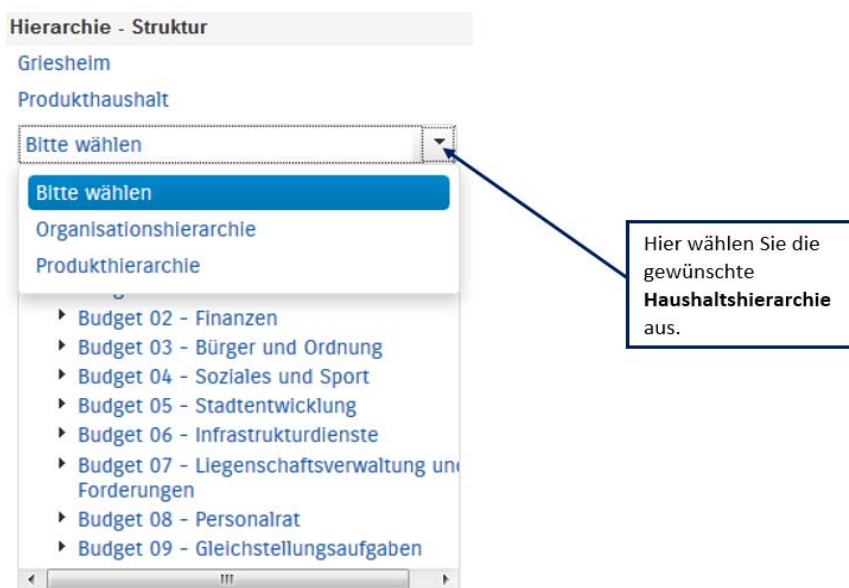 Hierarchie - Struktur
Griesheim
Produkthaushalt
Bitte wählen
Bitte wählen
Organisationshierarchie
Produkthierarchie
Budget 02 - Finanzen
Budget 03 - Bürger und Ordnung
Budget 04 - Soziales und Sport
Budget 05 - Stadtentwicklung
Budget 06 - Infrastrukturdienste
Budget 07 - Liegenschaftsverwaltung und
Forderungen
Budget 08 - Personalrat
Budget 09 - Gleichstellungsaufgaben
Hier wählen Sie die
gewünschte
Haushaltshierarchie
aus.